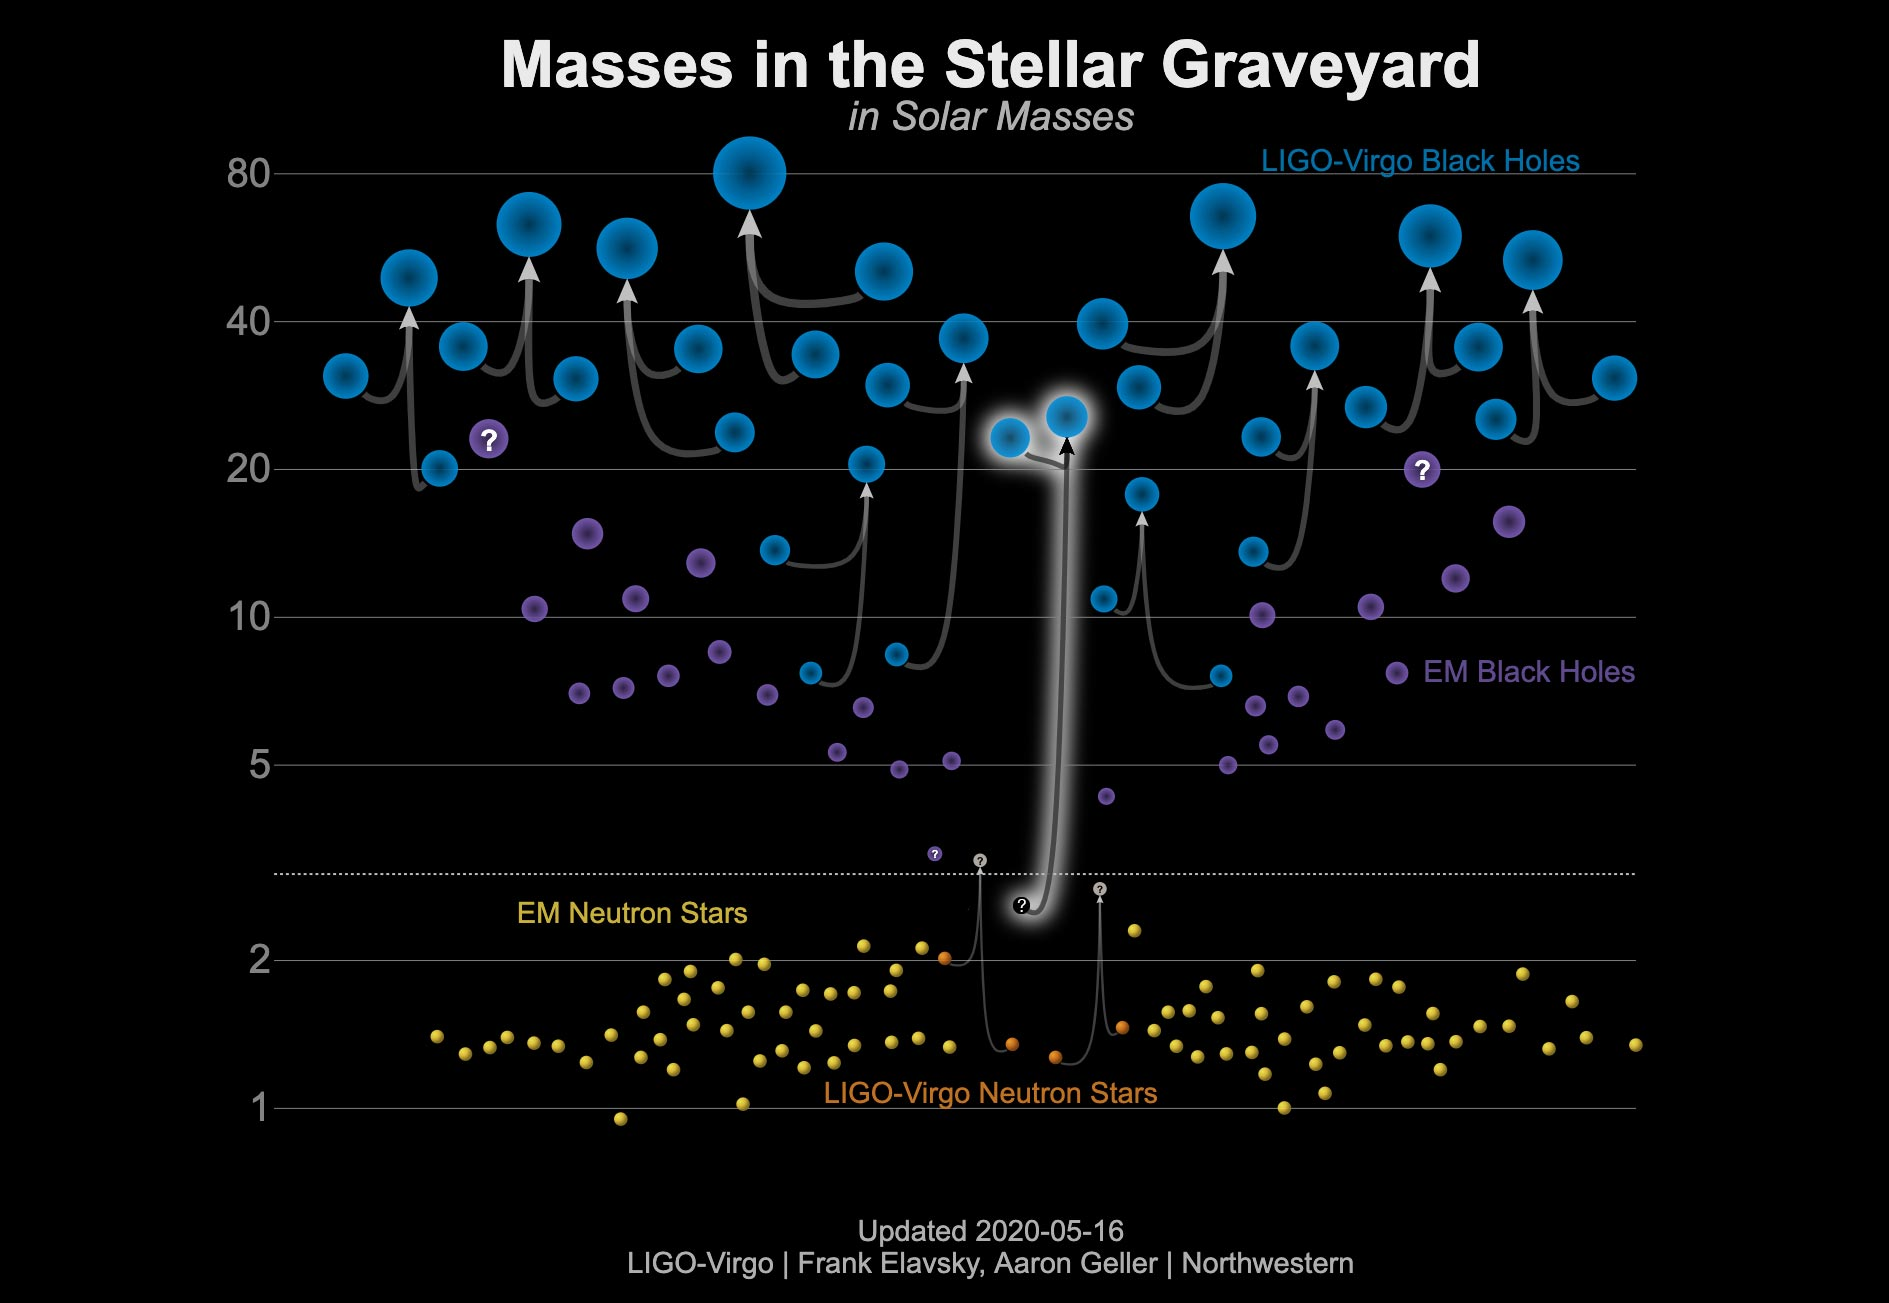 Masses in the Stellar Graveyard
in Solar Masses
LIGO-Virgo Black Holes
80
40
?
20
?
10
EM Black Holes
5
?
?
?
?
EM Neutron Stars
2
LIGO-Virgo Neutron Stars
1
Updated 2020-05-16
LIGO-Virgo | Frank Elavsky, Aaron Geller | Northwestern